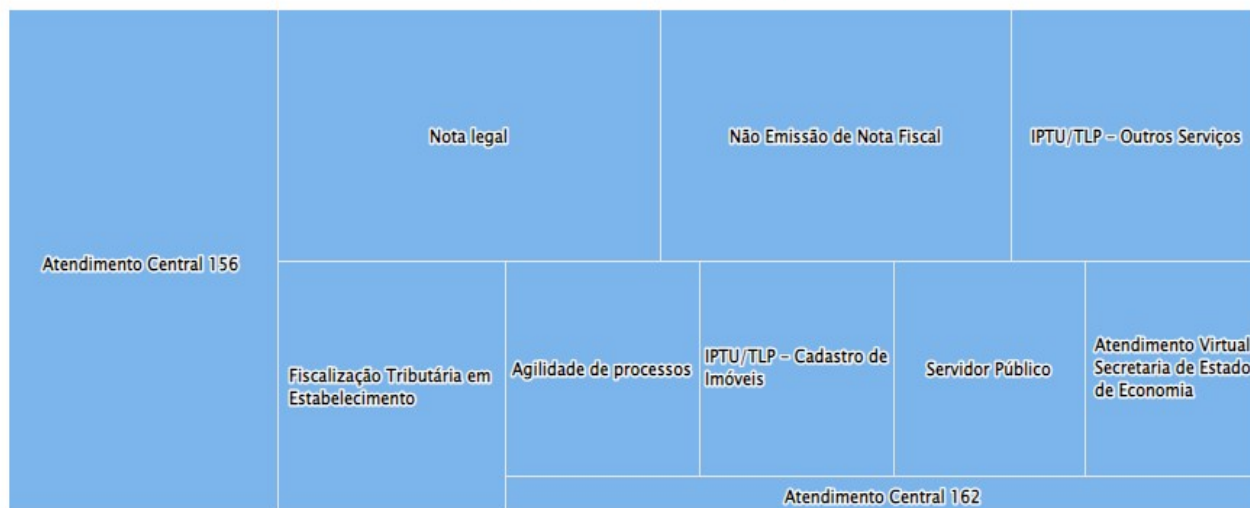 Nota legal
Não Emissão de Nota Fiscal
IPTU/TLP – Outros Serviços
Atendimento Central 156
Fiscalização Tributária em
Estabelecimento
Agilidade de processos
IPTU/TLP – Cadastro de
Imóveis
Servidor Público
Atendimento Virtual
Secretaria de Estado
de Economia
Atendimento Central 162